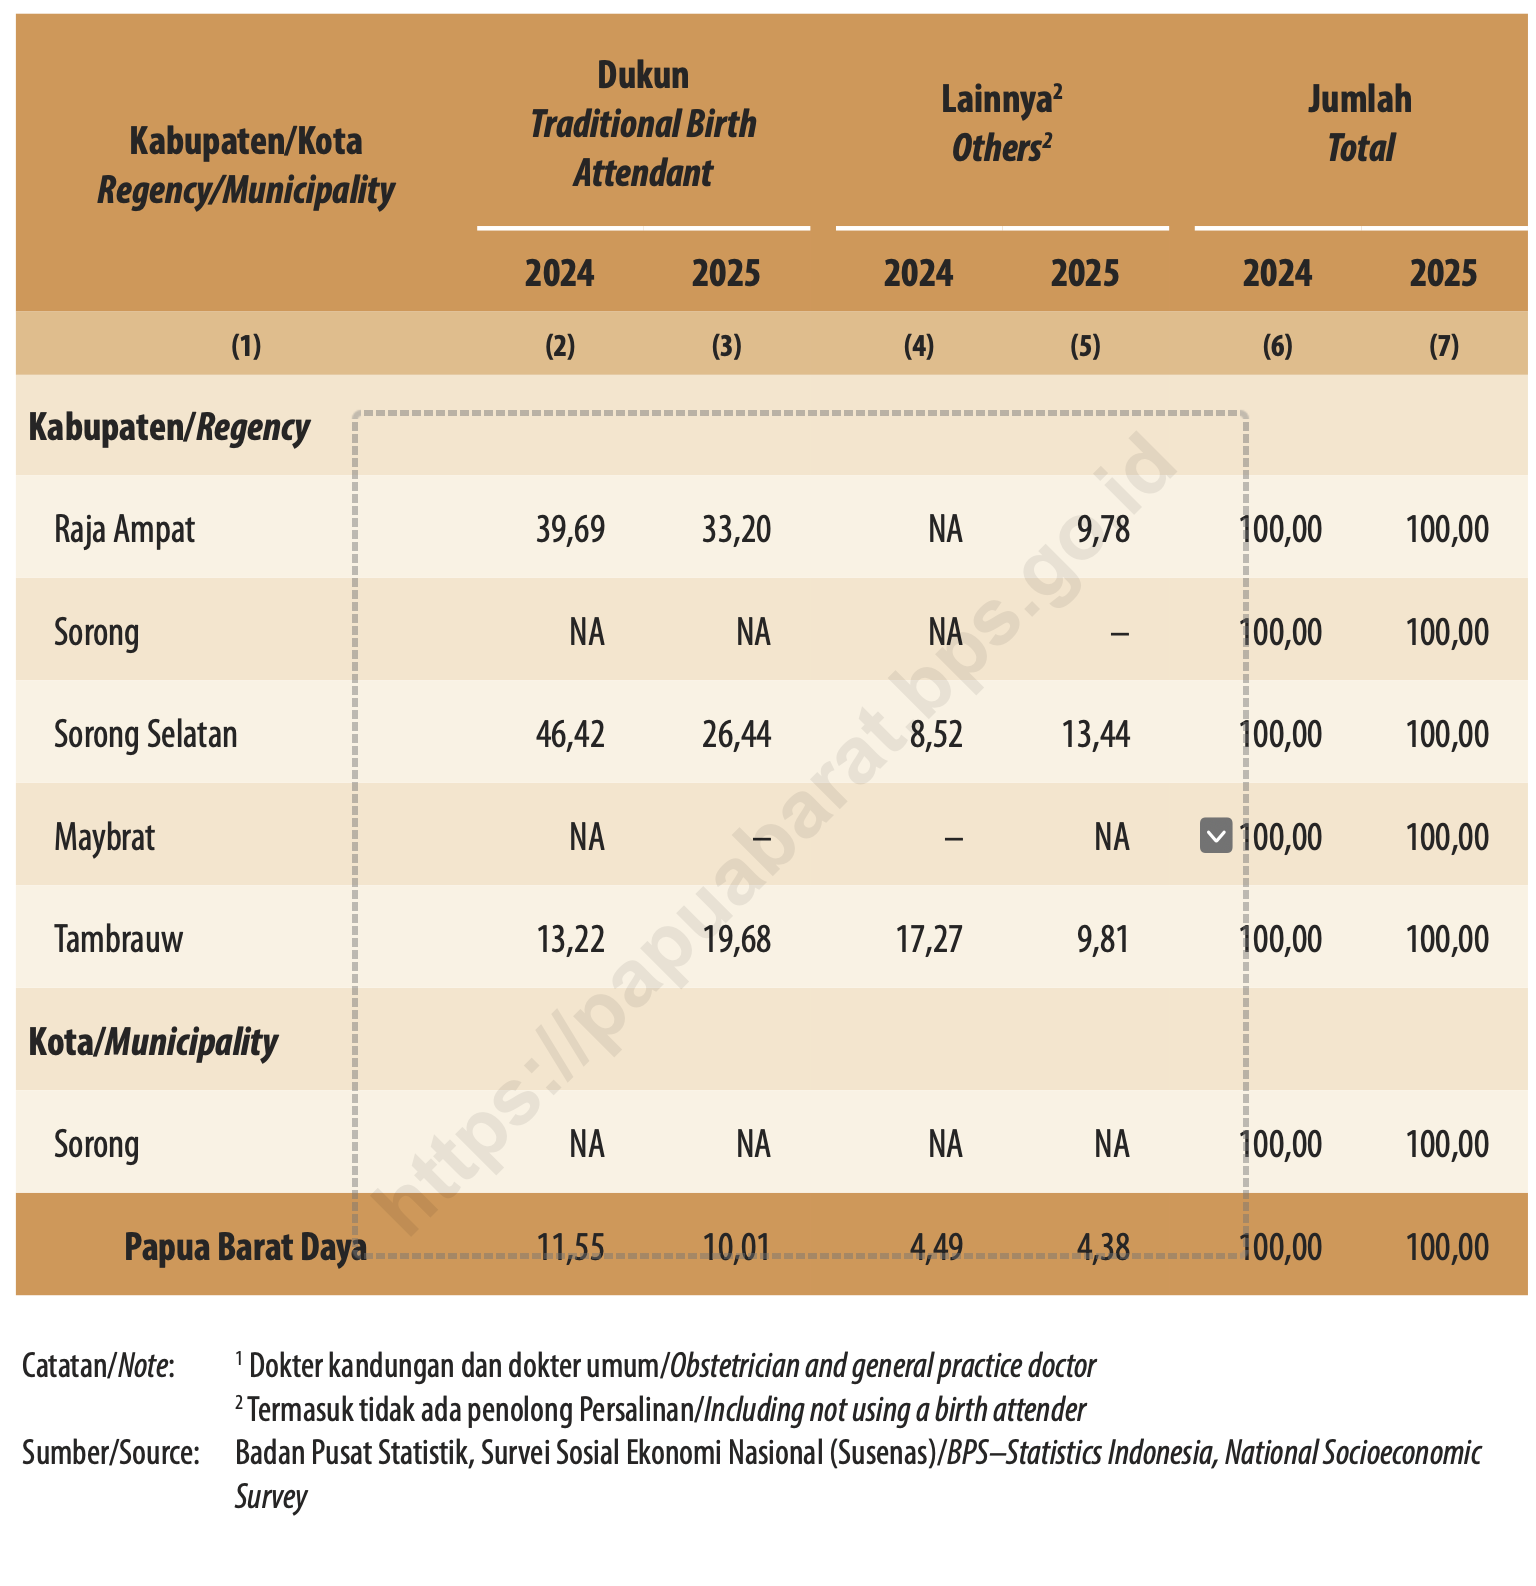 Kabupaten/Kota
Regency/Municipality
Dukun
Traditional Birth
Attendant
Lainnya²
Others²
Jumlah
Total
2024 2025 2024 2025 2024 2025
(1) (2) (3) (4) (5) (6) (7)
Kabupaten/Regency
Raja Ampat 39,69 33,20 NA 9,78 100,00 100,00
Sorong NA NA NA – 100,00 100,00
Sorong Selatan 46,42 26,44 8,52 13,44 100,00 100,00
Maybrat NA – – NA 100,00 100,00
Tambrauw 13,22 19,68 17,27 9,81 100,00 100,00
Kota/Municipality
Sorong NA NA NA NA 100,00 100,00
Papua Barat Daya 11,55 10,01 4,49 4,38 100,00 100,00
https://papuabarat.bps.go.id
Catatan/Note: ¹ Dokter kandungan dan dokter umum/Obstetrician and general practice doctor
² Termasuk tidak ada penolong Persalinan/Including not using a birth attender
Sumber/Source: Badan Pusat Statistik, Survei Sosial Ekonomi Nasional (Susenas)/BPS–Statistics Indonesia, National Socioeconomic
Survey